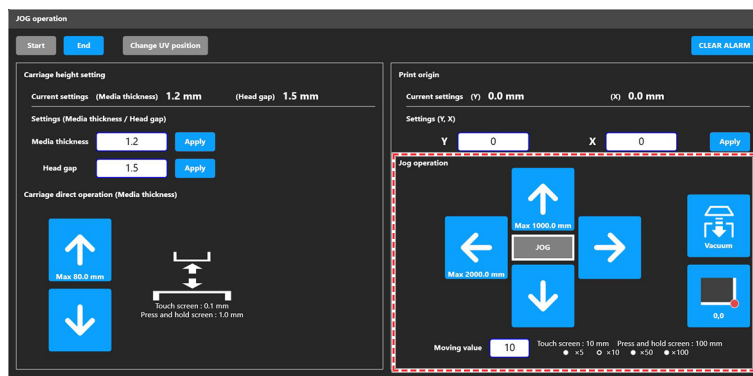 JOG operation
Start End Change UV position CLEAR ALARM
Carriage height setting
Current settings (Media thickness) 1.2 mm (Head gap) 1.5 mm
Settings (Media thickness / Head gap)
Media thickness 1.2 Apply
Head gap 1.5 Apply
Carriage direct operation (Media thickness)
Max 80.0 mm
Touch screen : 0.1 mm
Press and hold screen : 1.0 mm
Print origin
Current settings (Y) 0.0 mm (X) 0.0 mm
Settings (Y, X)
Y 0 X 0 Apply
Jog operation
Max 1000.0 mm
JOG
Max 2000.0 mm
Vacuum
0,0
Moving value 10 Touch screen : 10 mm Press and hold screen : 100 mm
×5 ×10 ×50 ×100